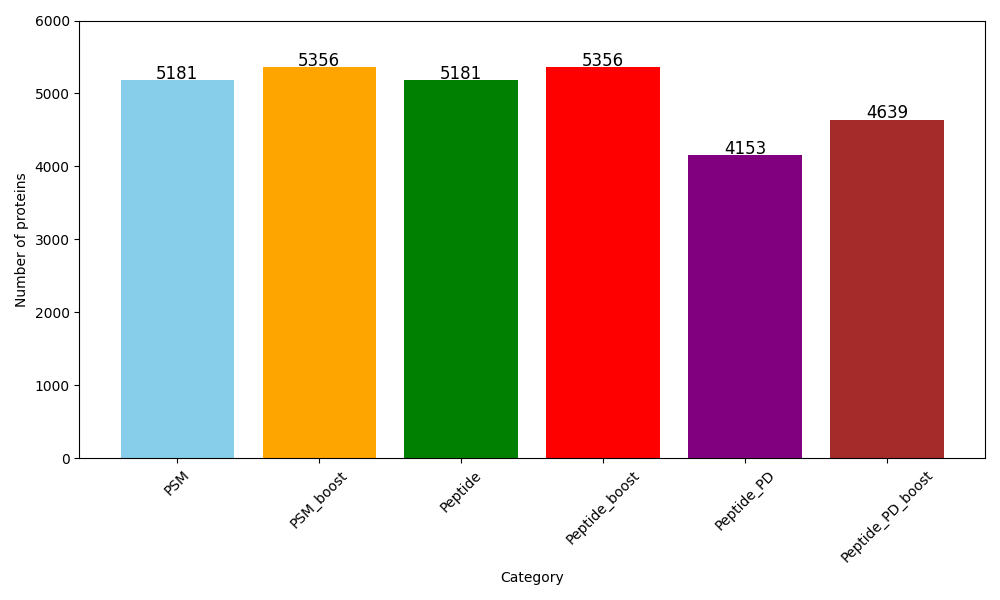 6000
5000
4000
3000
2000
1000
0
Number of proteins
5181
5356
5181
5356
4153
4639
PSM
PSM_boost
Peptide
Peptide_boost
Peptide_PD
Peptide_PD_boost
Category